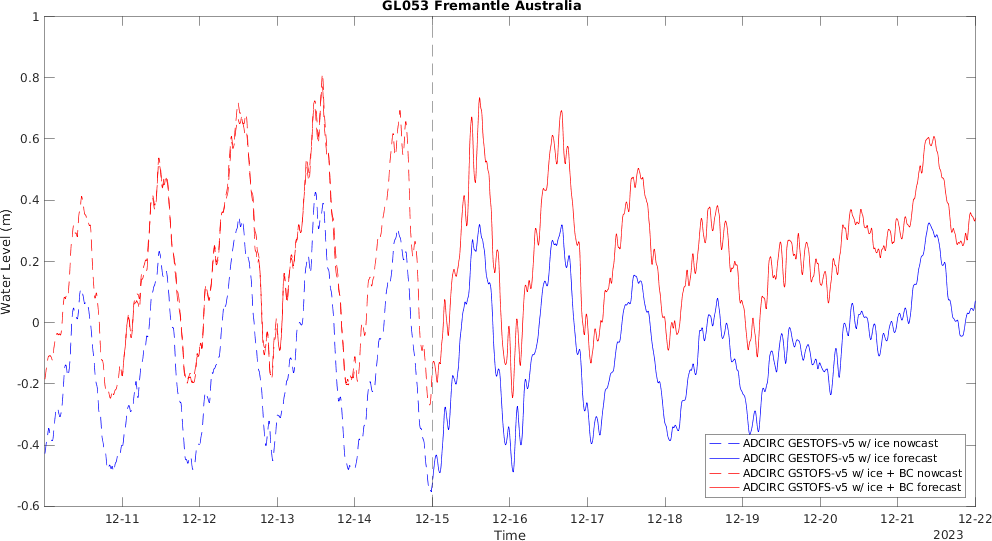 GL053 Fremantle Australia
1
0.8
0.6
0.4
0.2
0
-0.2
-0.4
-0.6
Water Level (m)
ADCIRC GESTOFS-v5 w/ ice nowcast
ADCIRC GESTOFS-v5 w/ ice forecast
ADCIRC GSTOFS-v5 w/ ice + BC nowcast
ADCIRC GSTOFS-v5 w/ ice + BC forecast
12-11 12-12 12-13 12-14 12-15 12-16 12-17 12-18 12-19 12-20 12-21 12-22
Time
2023